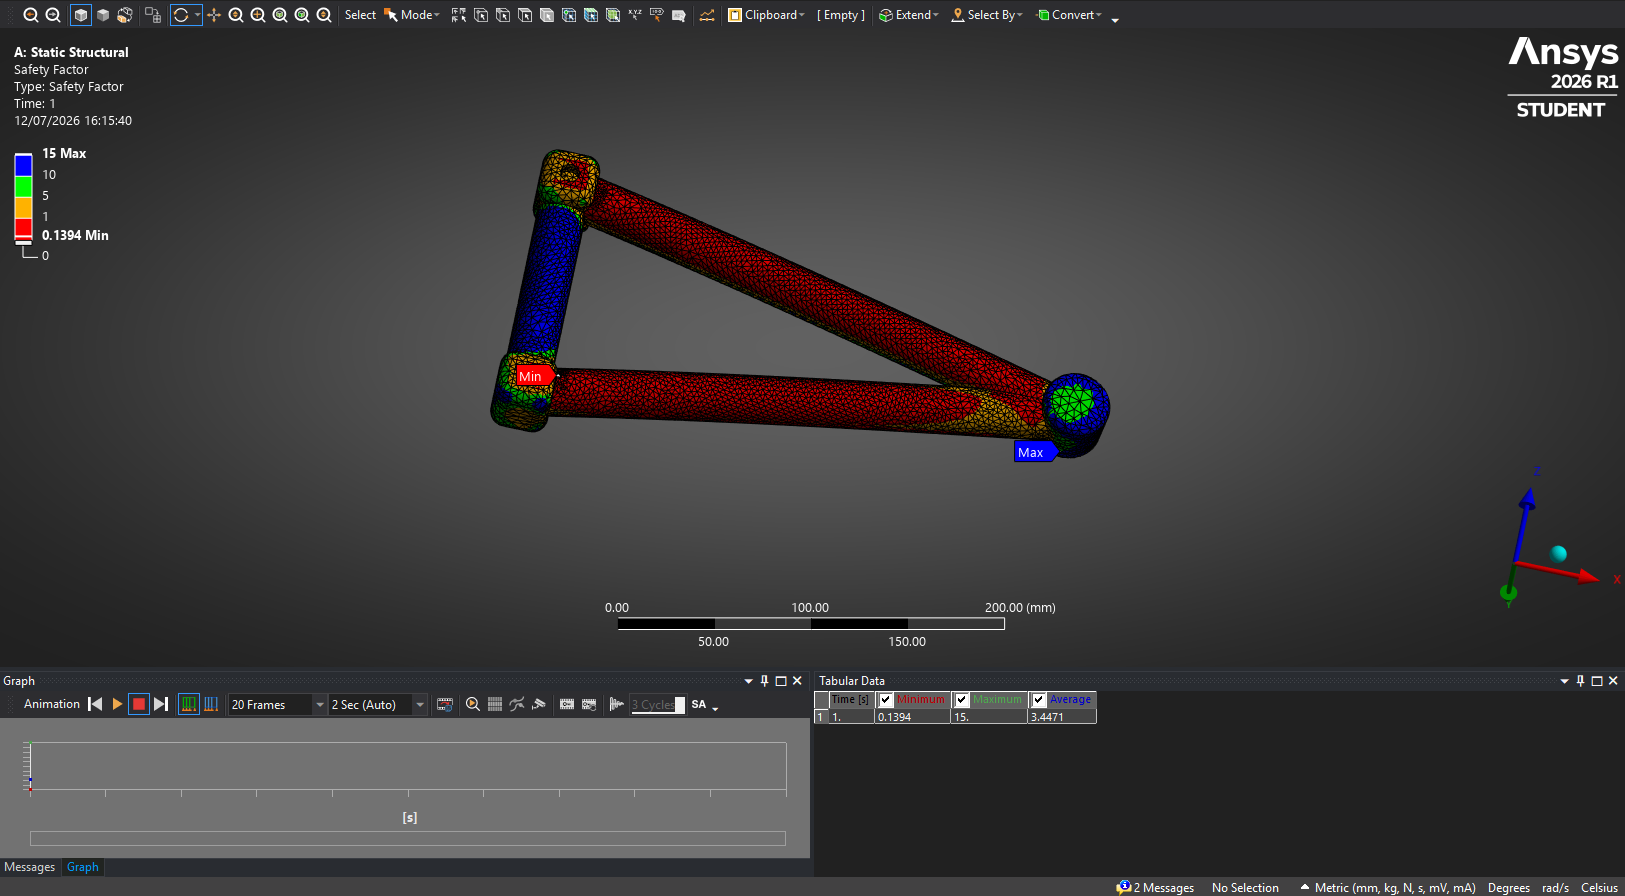 Select Mode Clipboard [ Empty ] Extend Select By Convert
A: Static Structural
Safety Factor
Type: Safety Factor
Time: 1
12/07/2026 16:15:40
15 Max
10
5
1
0.1394 Min
0
Ansys
2026 R1
STUDENT
Min
Max
Z
X
Y
0.00 100.00 200.00 (mm)
50.00 150.00
Graph
Animation 20 Frames 2 Sec (Auto) 3 Cycles SA
[s]
Messages Graph
Tabular Data
Time [s] Minimum Maximum Average
1 1. 0.1394 15. 3.4471
2 Messages No Selection Metric (mm, kg, N, s, mV, mA) Degrees rad/s Celsius